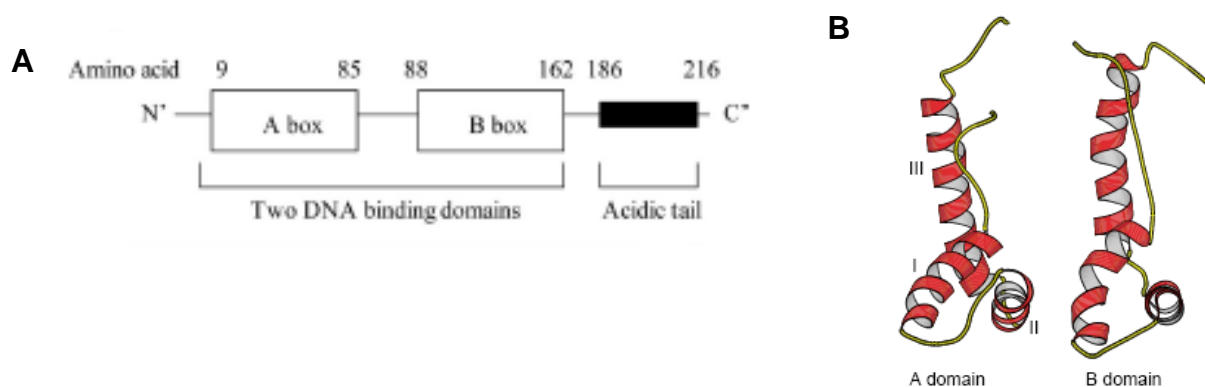 A
Amino acid 9 85 88 162 186 216
N' A box B box C"
Two DNA binding domains Acidic tail
B
III
I
II
A domain B domain